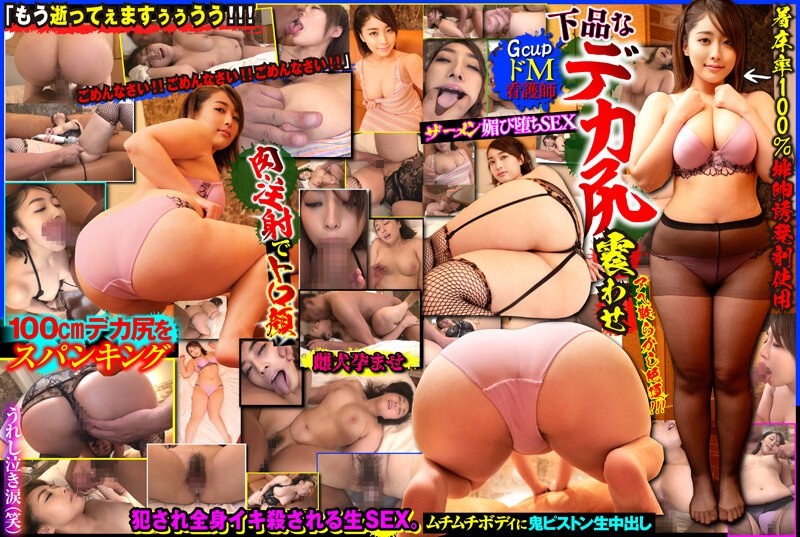 「もう逝ってぇますぅぅうう!!!
ごめんなさい!!ごめんなさい!!ごめんなさい!!」
肉注射でトロ顔
100cmデカ尻を
スパンキング
うれし泣き涙(笑)
雌犬孕ませ
犯され全身イキ殺される生SEX。
Gcup
ドM
看護師
ザーメン媚び堕ちSEX
下品な
デカ尻
震わせ
着床率100%排卵誘発剤使用
ムチムチボディに鬼ピストン生中出し